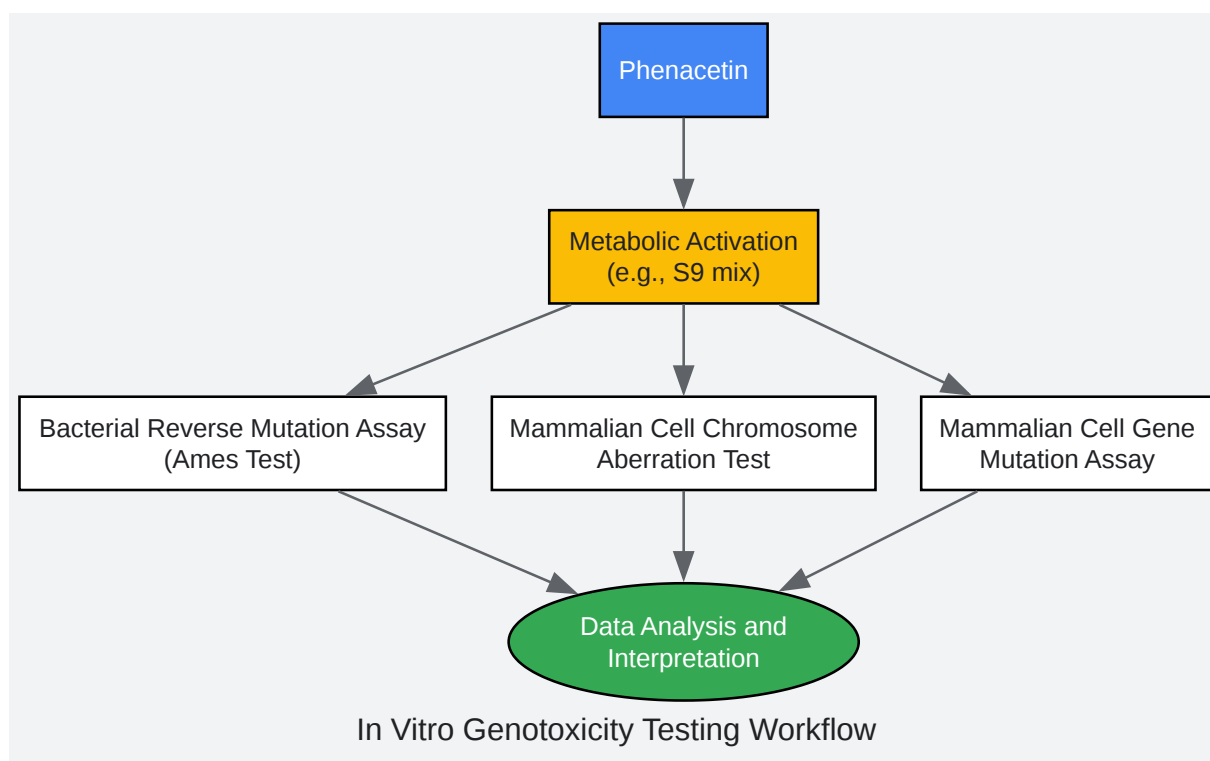 Phenacetin
Metabolic Activation
(e.g., S9 mix)
Bacterial Reverse Mutation Assay
(Ames Test)
Mammalian Cell Chromosome
Aberration Test
Mammalian Cell Gene
Mutation Assay
Data Analysis and
Interpretation
In Vitro Genotoxicity Testing Workflow